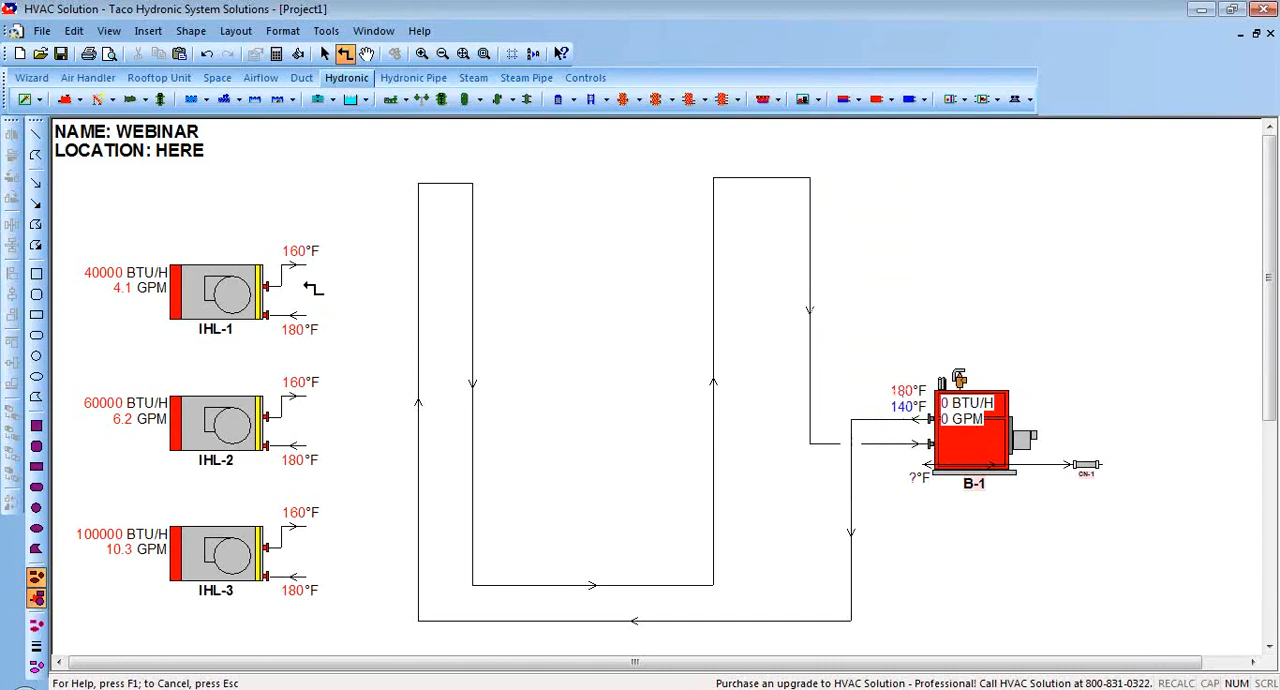 HVAC Solution - Taco Hydronic System Solutions - [Project1]
File Edit View Insert Shape Layout Format Tools Window Help
Wizard Air Handler Rooftop Unit Space Airflow Duct Hydronic Hydronic Pipe Steam Steam Pipe Controls
NAME: WEBINAR
LOCATION: HERE
160°F
40000 BTU/H
4.1 GPM
IHL-1
180°F
160°F
60000 BTU/H
6.2 GPM
IHL-2
180°F
160°F
100000 BTU/H
10.3 GPM
IHL-3
180°F
180°F
140°F
0 BTU/H
0 GPM
?°F
B-1
CN-1
For Help, press F1; to Cancel, press Esc
Purchase an upgrade to HVAC Solution - Professional! Call HVAC Solution at 800-831-0322.
RECALC CAP NUM SCRL